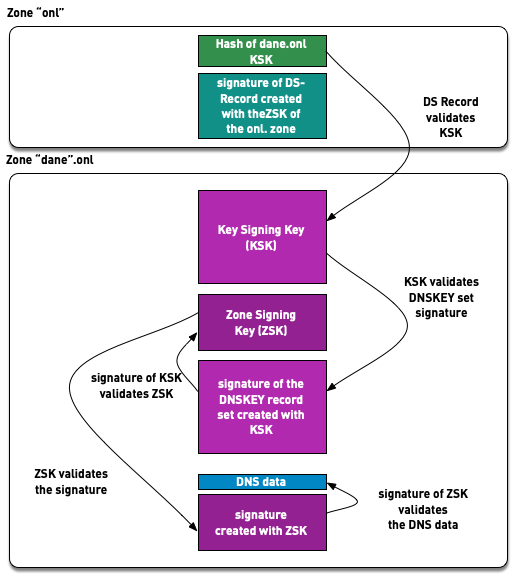 Zone “onl”
Hash of dane.onl
KSK
signature of DS-
Record created
with theZSK of
the onl. zone
DS Record
validates
KSK
Zone “dane”.onl
Key Signing Key
(KSK)
KSK validates
DNSKEY set
signature
Zone Signing
Key (ZSK)
signature of KSK
validates ZSK
signature of the
DNSKEY record
set created with
KSK
ZSK validates
the signature
DNS data
signature
created with ZSK
signature of ZSK
validates
the DNS data